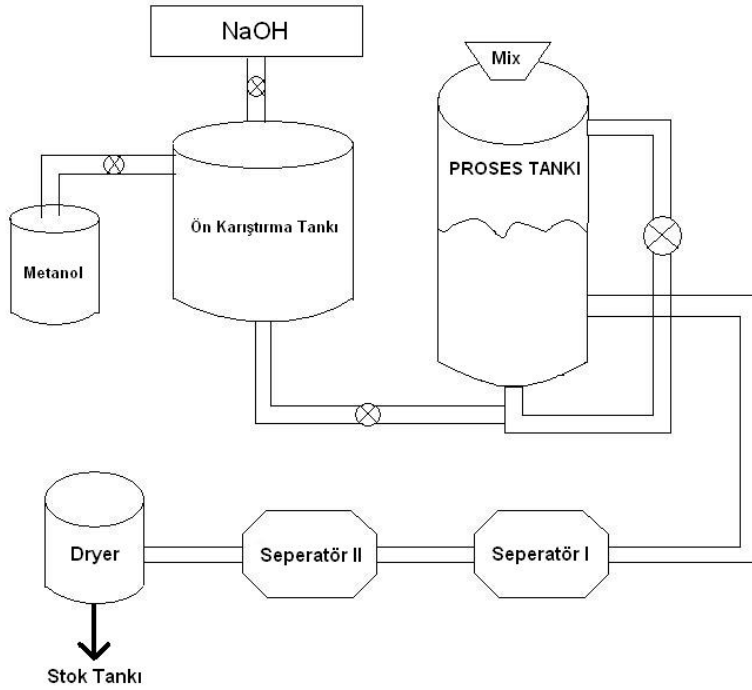 NaOH
Mix
PROSES TANKI
Ön Karıştırma Tankı
Metanol
Dryer
Seperatör II
Seperatör I
Stok Tankı